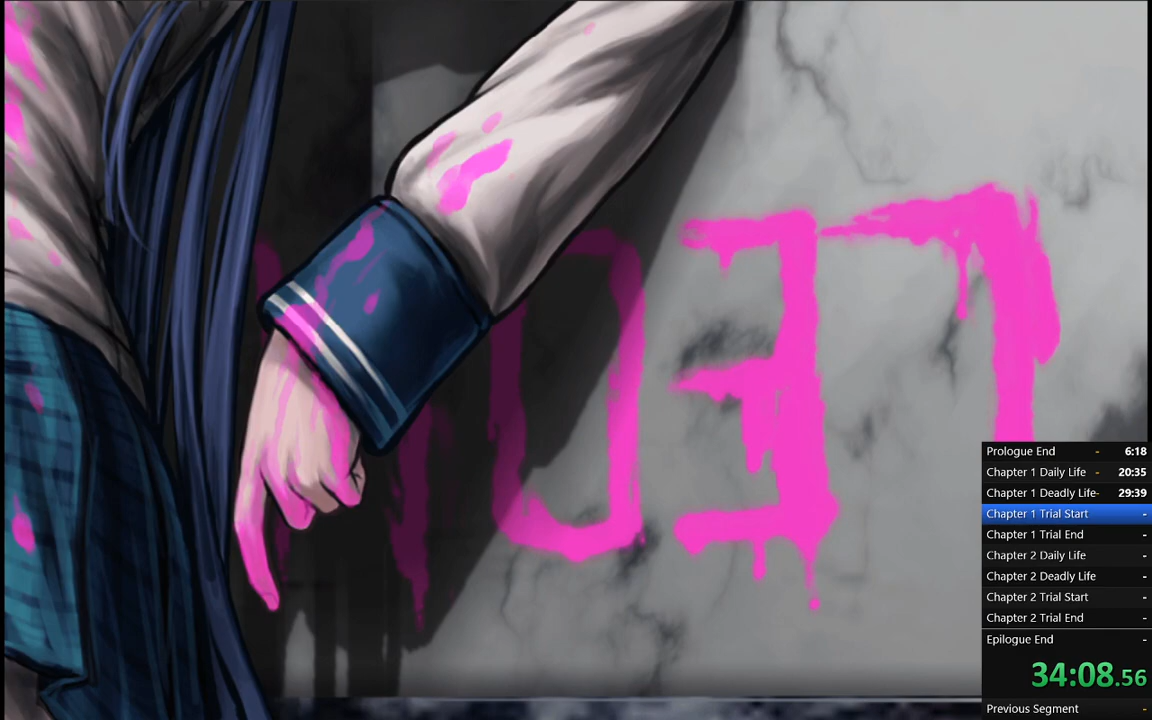 Prologue End - 6:18
Chapter 1 Daily Life - 20:35
Chapter 1 Deadly Life- 29:39
Chapter 1 Trial Start -
Chapter 1 Trial End -
Chapter 2 Daily Life -
Chapter 2 Deadly Life -
Chapter 2 Trial Start -
Chapter 2 Trial End -
Epilogue End -
34:08.56
Previous Segment -